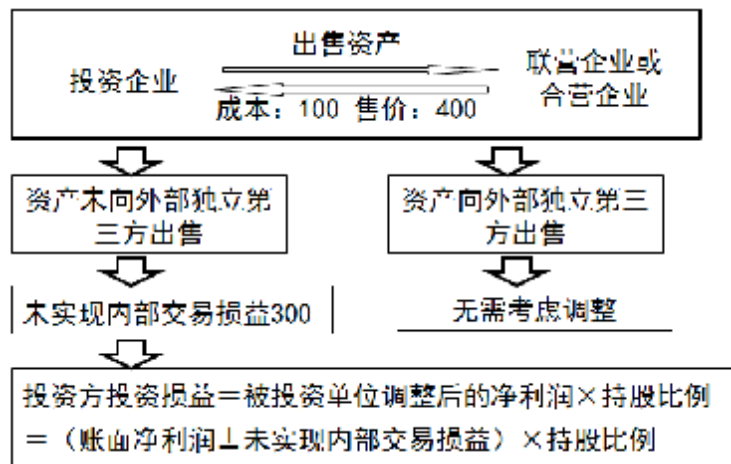 出售资产
投资企业
联营企业或
合营企业
成本：100 售价：400
资产未向外部独立第
三方出售
资产向外部独立第三
方出售
未实现内部交易损益300
无需考虑调整
投资方投资损益＝被投资单位调整后的净利润×持股比例
＝（账面净利润⊥未实现内部交易损益）×持股比例